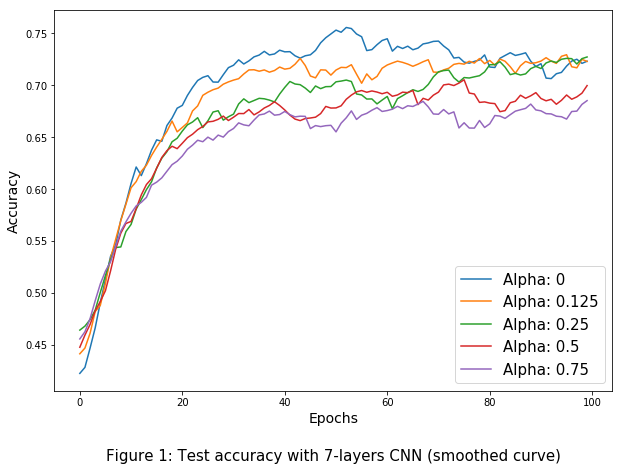 0.75
0.70
0.65
0.60
0.55
0.50
0.45
Accuracy
Alpha: 0
Alpha: 0.125
Alpha: 0.25
Alpha: 0.5
Alpha: 0.75
0 20 40 60 80 100
Epochs
Figure 1: Test accuracy with 7-layers CNN (smoothed curve)